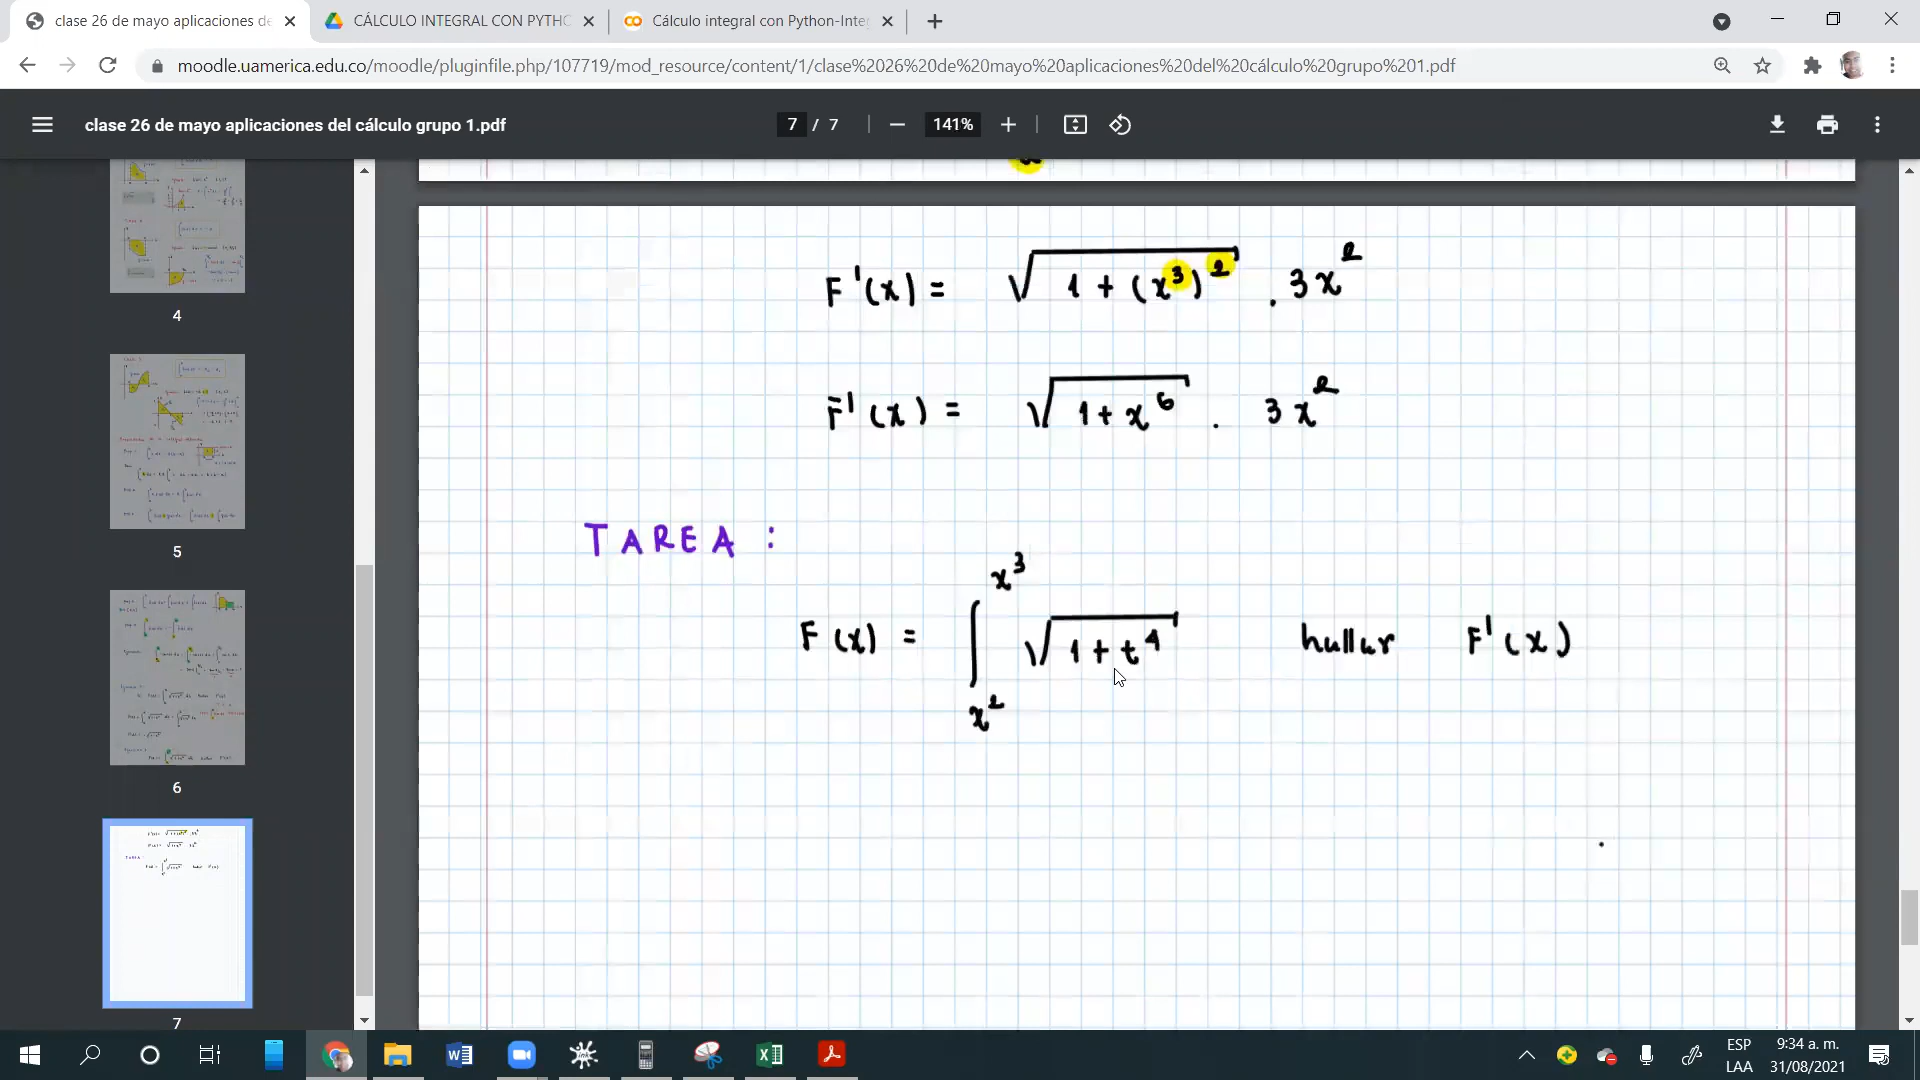 clase 26 de mayo aplicaciones de
CÁLCULO INTEGRAL CON PYTHO
Cálculo integral con Python-Inte
moodle.uamerica.edu.co/moodle/pluginfile.php/107719/mod_resource/content/1/clase%2026%20de%20mayo%20aplicaciones%20del%20cálculo%20grupo%201.pdf
clase 26 de mayo aplicaciones del cálculo grupo 1.pdf
7 / 7
141%
4
5
6
7
F'(x) = √(1 + (x³)²) . 3x²
F'(x) = √(1 + x⁶) . 3x²
TAREA :
F(x) = ∫_{x²}^{x³} √(1 + t⁴) hallar F'(x)
ESP
LAA
9:34 a. m.
31/08/2021